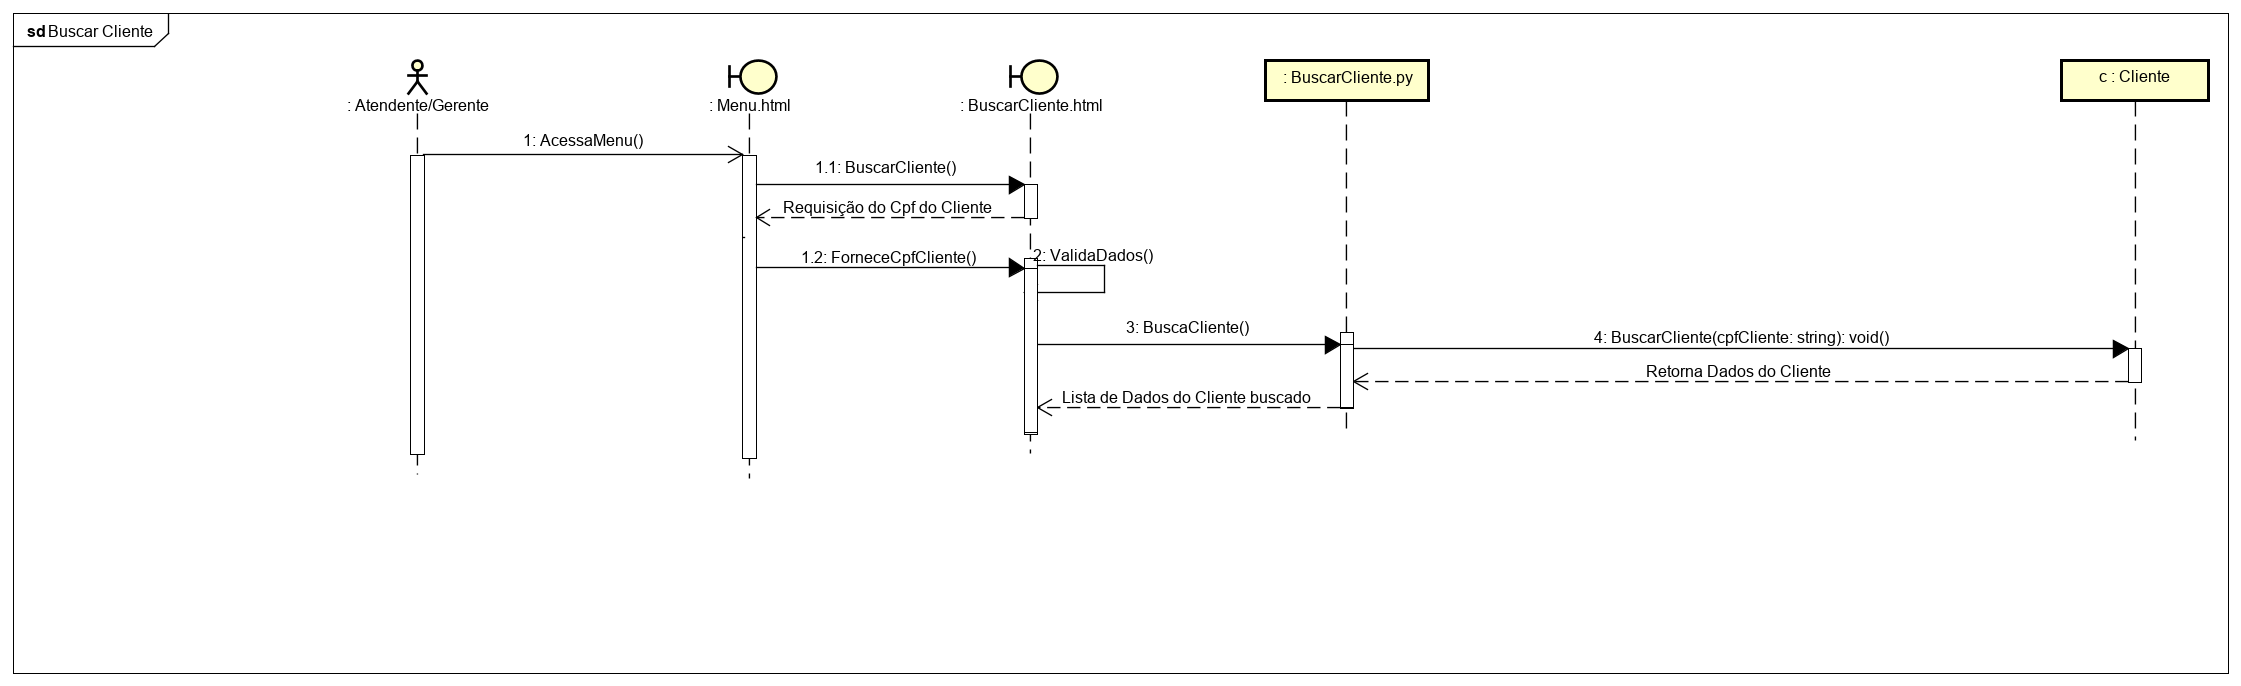 sd Buscar Cliente
: Atendente/Gerente
: Menu.html
: BuscarCliente.html
: BuscarCliente.py
c : Cliente
1: AcessaMenu()
1.1: BuscarCliente()
Requisição do Cpf do Cliente
1.2: ForneceCpfCliente()
2: ValidaDados()
3: BuscaCliente()
4: BuscarCliente(cpfCliente: string): void()
Retorna Dados do Cliente
Lista de Dados do Cliente buscado